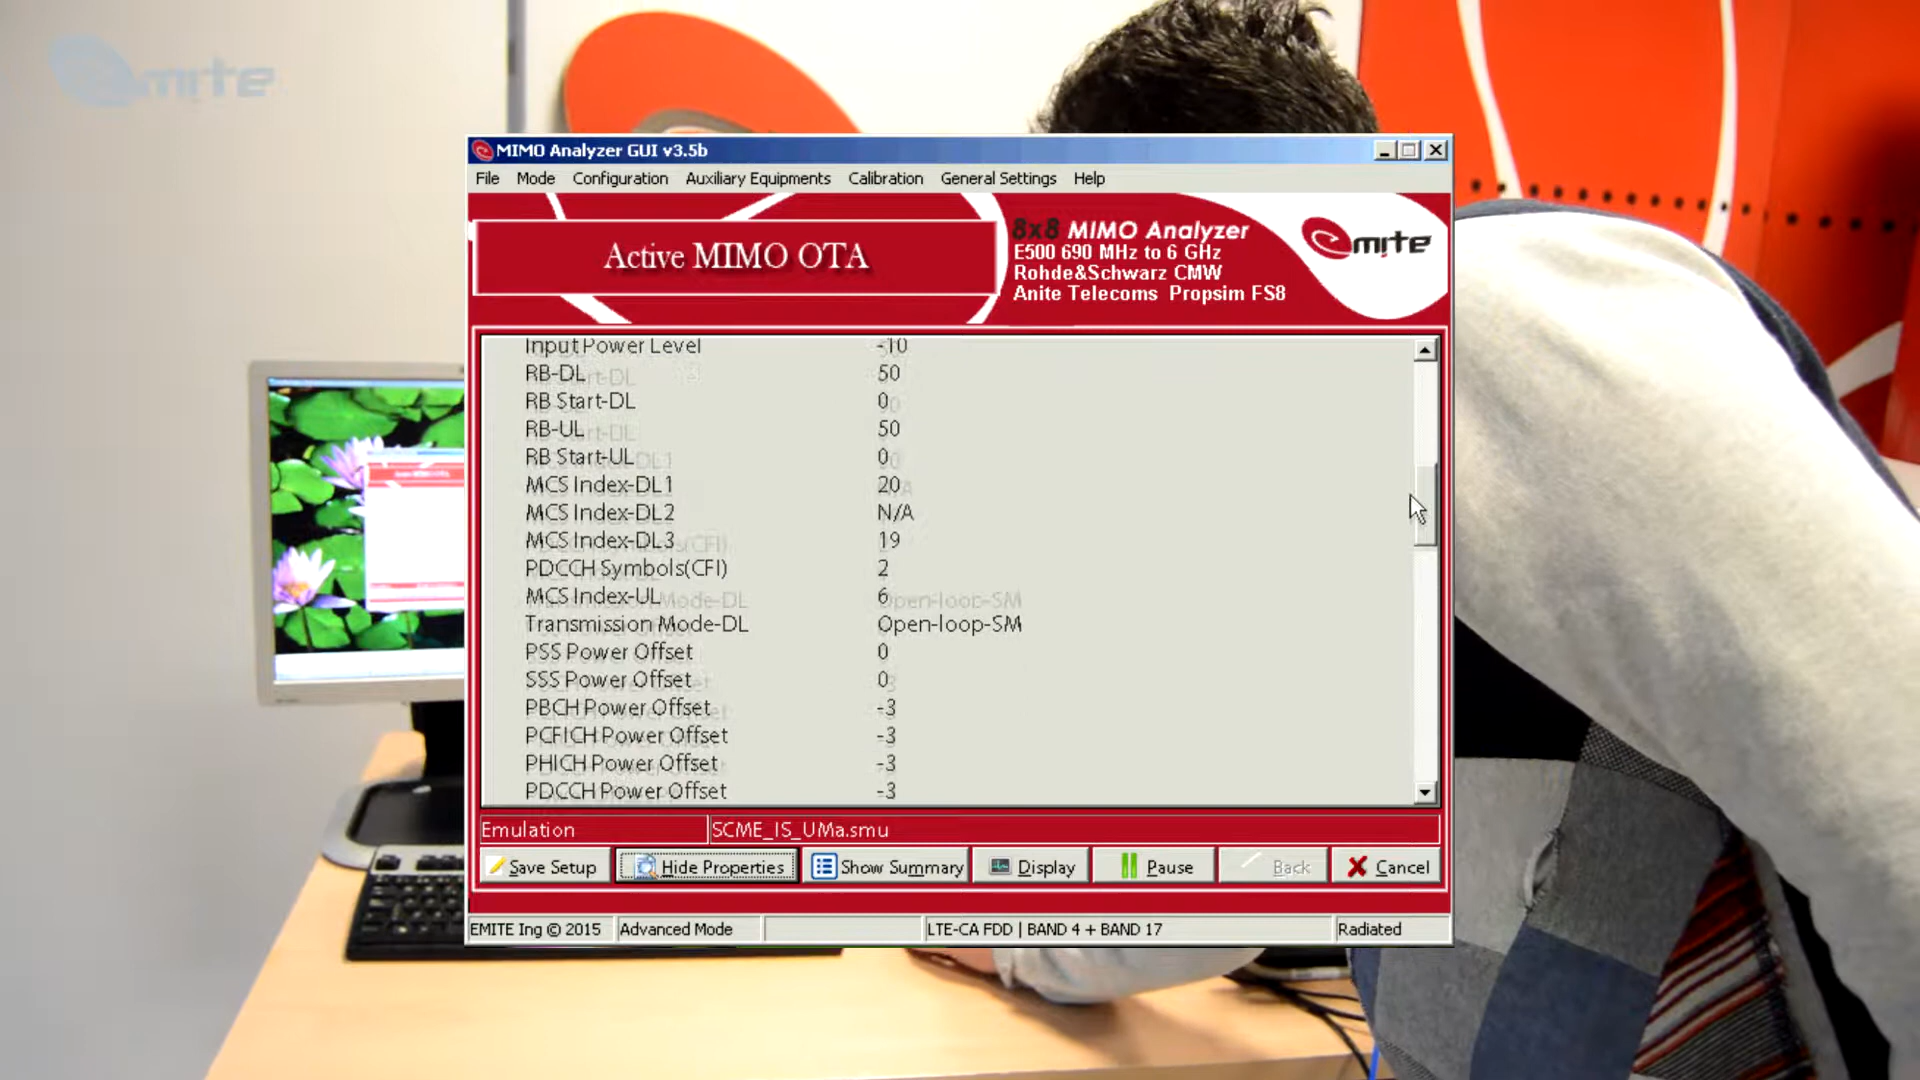 emite
MIMO Analyzer GUI v3.5b
File Mode Configuration Auxiliary Equipments Calibration General Settings Help
Active MIMO OTA
8x8 MIMO Analyzer
E500 690 MHz to 6 GHz
Rohde&Schwarz CMW
Anite Telecoms Propsim FS8
emite
Input Power Level -10
RB-DL 50
RB Start-DL 0
RB-UL 50
RB Start-UL 0
MCS Index-DL1 20
MCS Index-DL2 N/A
MCS Index-DL3 19
PDCCH Symbols(CFI) 2
MCS Index-UL 6
Transmission Mode-DL Open-loop-SM
PSS Power Offset 0
SSS Power Offset 0
PBCH Power Offset -3
PCFICH Power Offset -3
PHICH Power Offset -3
PDCCH Power Offset -3
Emulation SCME_IS_UMa.smu
Save Setup Hide Properties Show Summary Display Pause Back Cancel
EMITE Ing © 2015 Advanced Mode LTE-CA FDD | BAND 4 + BAND 17 Radiated